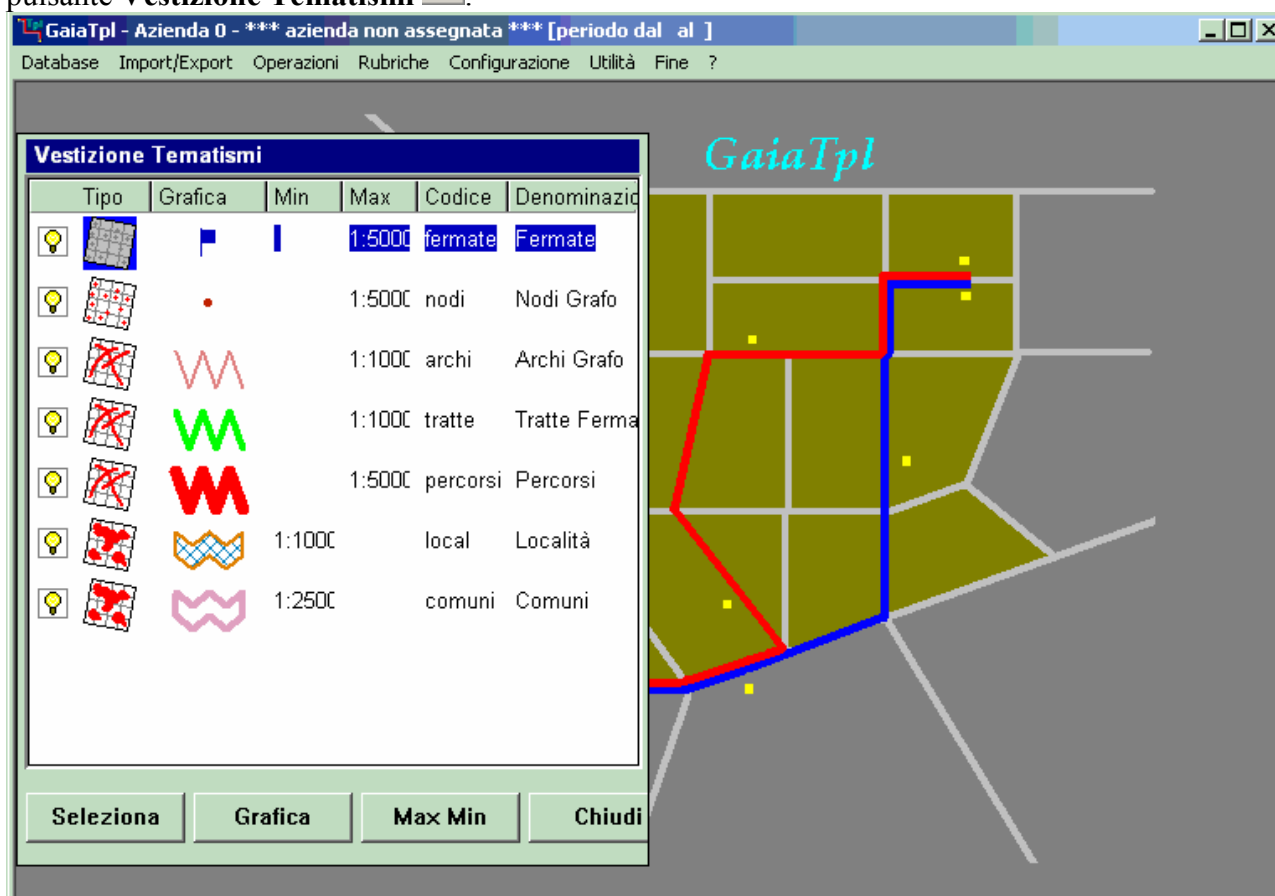 pulsante Vestizione Tematismi .
GaiaTpl - Azienda 0 - *** azienda non assegnata *** [periodo dal al ]
Database Import/Export Operazioni Rubriche Configurazione Utilità Fine ?
GaiaTpl
Vestizione Tematismi
Tipo Grafica Min Max Codice Denominazio
1:5000 fermate Fermate
1:5000 nodi Nodi Grafo
1:1000 archi Archi Grafo
1:1000 tratte Tratte Ferma
1:5000 percorsi Percorsi
1:1000 local Località
1:2500 comuni Comuni
Seleziona Grafica Max Min Chiudi